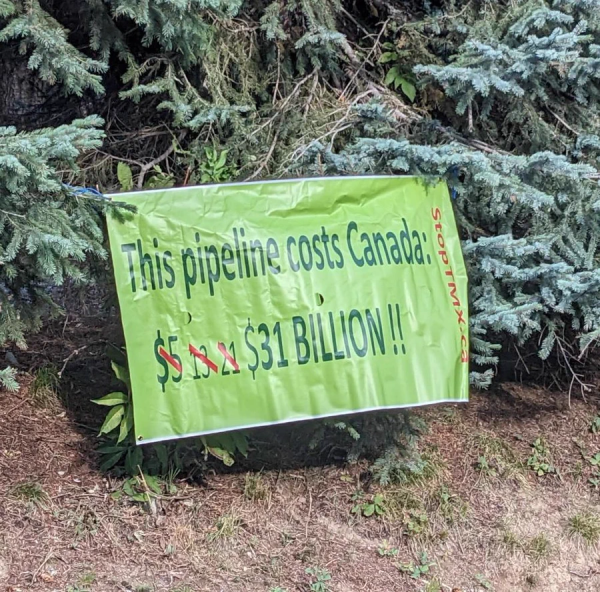 This pipeline costs Canada:
$5 13 21 $31 BILLION !!
StopTMX.ca